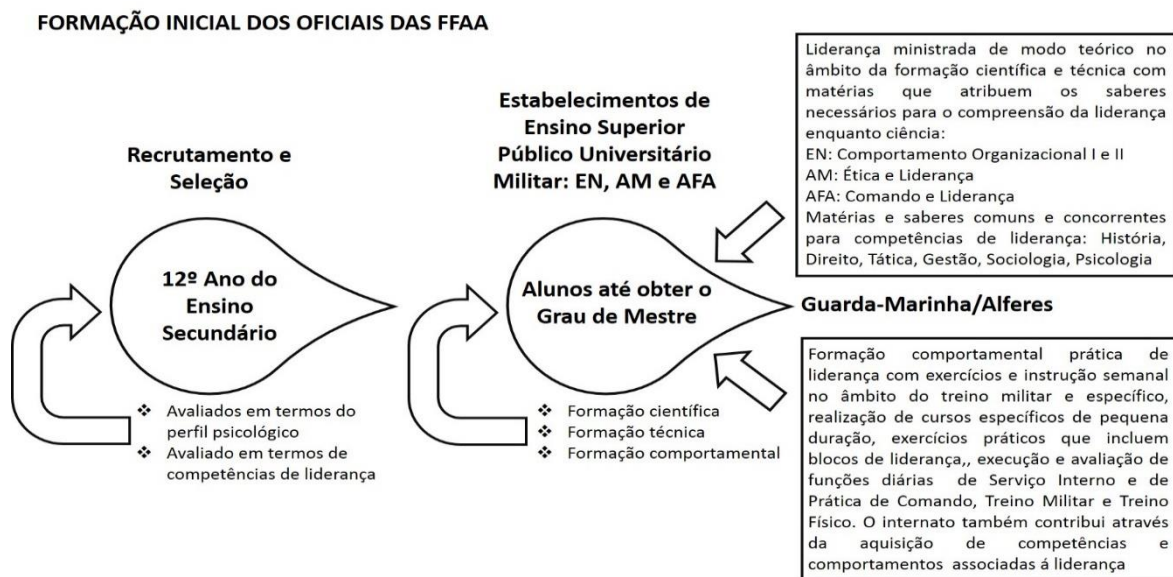 FORMAÇÃO INICIAL DOS OFICIAIS DAS FFAA
Recrutamento e
Seleção
12º Ano do
Ensino
Secundário
❖ Avaliados em termos do
perfil psicológico
❖ Avaliado em termos de
competências de liderança
Estabelecimentos de
Ensino Superior
Público Universitário
Militar: EN, AM e AFA
Alunos até obter o
Grau de Mestre
❖ Formação científica
❖ Formação técnica
❖ Formação comportamental
Liderança ministrada de modo teórico no
âmbito da formação científica e técnica com
matérias que atribuem os saberes
necessários para o compreensão da liderança
enquanto ciência:
EN: Comportamento Organizacional I e II
AM: Ética e Liderança
AFA: Comando e Liderança
Matérias e saberes comuns e concorrentes
para competências de liderança: História,
Direito, Tática, Gestão, Sociologia, Psicologia
Guarda-Marinha/Alferes
Formação comportamental prática de
liderança com exercícios e instrução semanal
no âmbito do treino militar e específico,
realização de cursos específicos de pequena
duração, exercícios práticos que incluem
blocos de liderança,, execução e avaliação de
funções diárias de Serviço Interno e de
Prática de Comando, Treino Militar e Treino
Físico. O internato também contribui através
da aquisição de competências e
comportamentos associadas á liderança